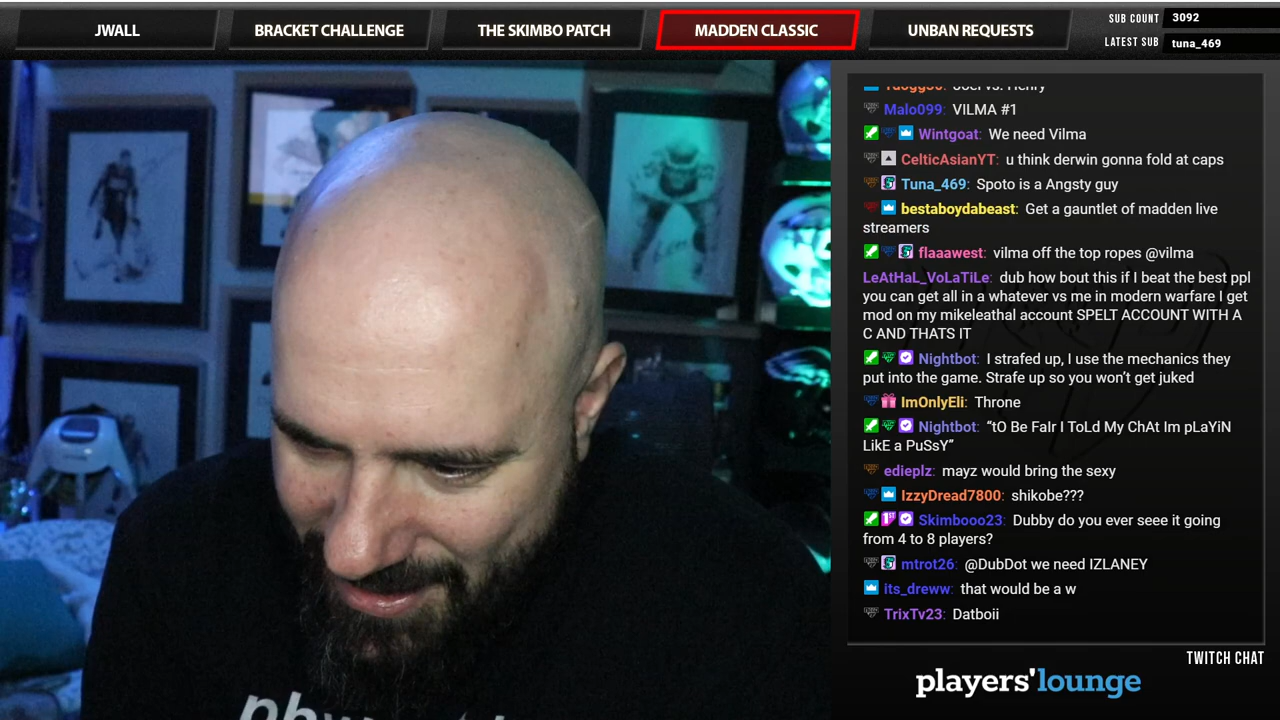 JWALL
BRACKET CHALLENGE
THE SKIMBO PATCH
MADDEN CLASSIC
UNBAN REQUESTS
SUB COUNT 3092
LATEST SUB tuna_469
Malo099: VILMA #1
Wintgoat: We need Vilma
CelticAsianYT: u think derwin gonna fold at caps
Tuna_469: Spoto is a Angsty guy
bestaboydabeast: Get a gauntlet of madden live
streamers
flaaawest: vilma off the top ropes @vilma
LeAtHaL_VoLaTiLe: dub how bout this if I beat the best ppl
you can get all in a whatever vs me in modern warfare I get
mod on my mikeleathal account SPELT ACCOUNT WITH A
C AND THATS IT
Nightbot: I strafed up, I use the mechanics they
put into the game. Strafe up so you won't get juked
ImOnlyEli: Throne
Nightbot: “tO Be FaIr I ToLd My ChAt Im pLaYiN
LikE a PuSsY”
edieplz: mayz would bring the sexy
IzzyDread7800: shikobe???
Skimbooo23: Dubby do you ever seee it going
from 4 to 8 players?
mtrot26: @DubDot we need IZLANEY
its_dreww: that would be a w
TrixTv23: Datboii
TWITCH CHAT
players'lounge